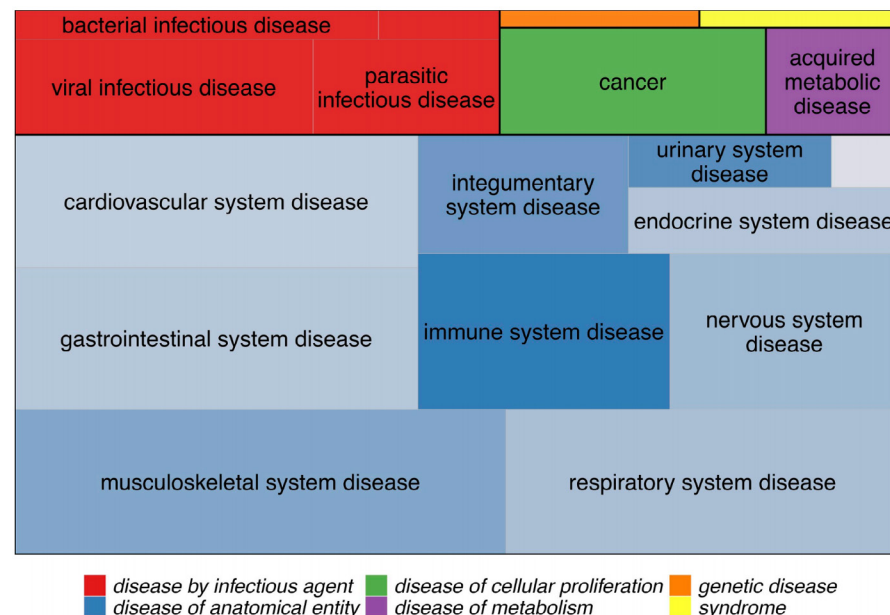 bacterial infectious disease
viral infectious disease
parasitic
infectious disease
cancer
acquired
metabolic
disease
cardiovascular system disease
integumentary
system disease
urinary system
disease
endocrine system disease
gastrointestinal system disease
immune system disease
nervous system
disease
musculoskeletal system disease
respiratory system disease
disease by infectious agent
disease of cellular proliferation
genetic disease
disease of anatomical entity
disease of metabolism
syndrome